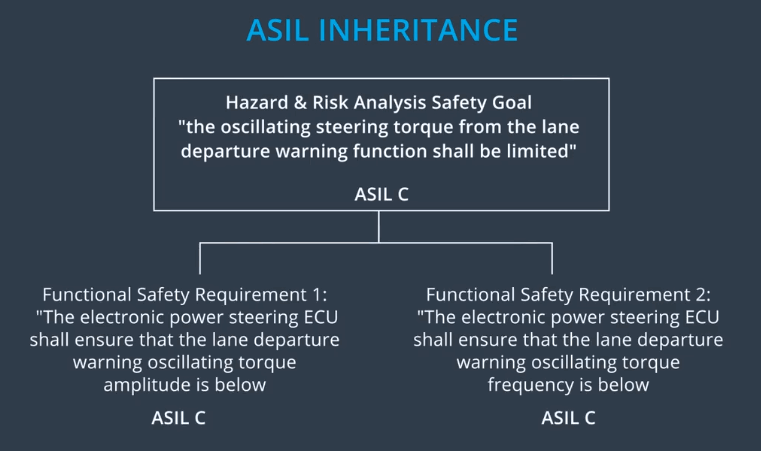 ASIL INHERITANCE
Hazard & Risk Analysis Safety Goal
"the oscillating steering torque from the lane
departure warning function shall be limited"
ASIL C
Functional Safety Requirement 1:
"The electronic power steering ECU
shall ensure that the lane departure
warning oscillating torque
amplitude is below
ASIL C
Functional Safety Requirement 2:
"The electronic power steering ECU
shall ensure that the lane departure
warning oscillating torque
frequency is below
ASIL C